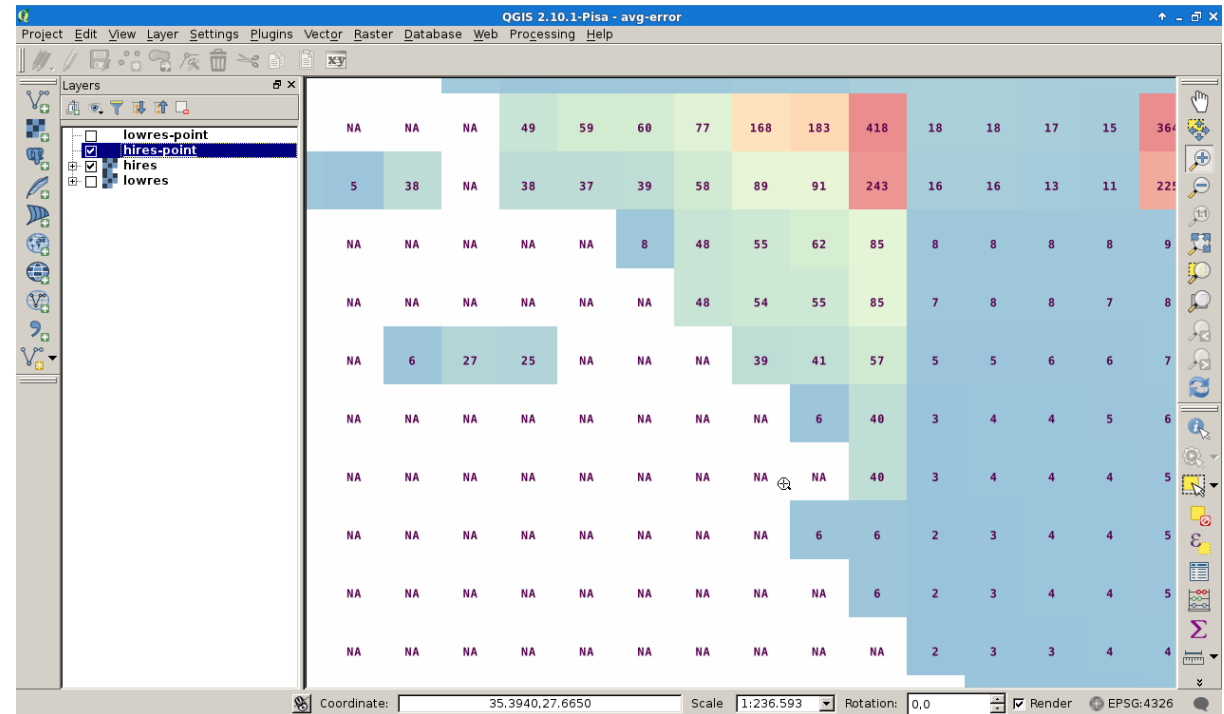 QGIS 2.10.1-Pisa - avg-error
Project Edit View Layer Settings Plugins Vector Raster Database Web Processing Help
Layers
lowres-point
hires-point
hires
lowres
NA NA NA 49 59 60 77 168 183 418 18 18 17 15 364
5 38 NA 38 37 39 58 89 91 243 16 16 13 11 225
NA NA NA NA NA 8 48 55 62 85 8 8 8 8 9
NA NA NA NA NA NA 48 54 55 85 7 8 8 7 8
NA 6 27 25 NA NA NA 39 41 57 5 5 6 6 7
NA NA NA NA NA NA NA NA 6 40 3 4 4 5 6
NA NA NA NA NA NA NA NA NA 40 3 4 4 4 5
NA NA NA NA NA NA NA NA 6 6 2 3 4 4 5
NA NA NA NA NA NA NA NA NA 6 2 3 4 4 5
NA NA NA NA NA NA NA NA NA NA 2 3 3 4 4
Coordinate: 35.3940,27.6650 Scale 1:236.593 Rotation: 0,0 Render EPSG:4326